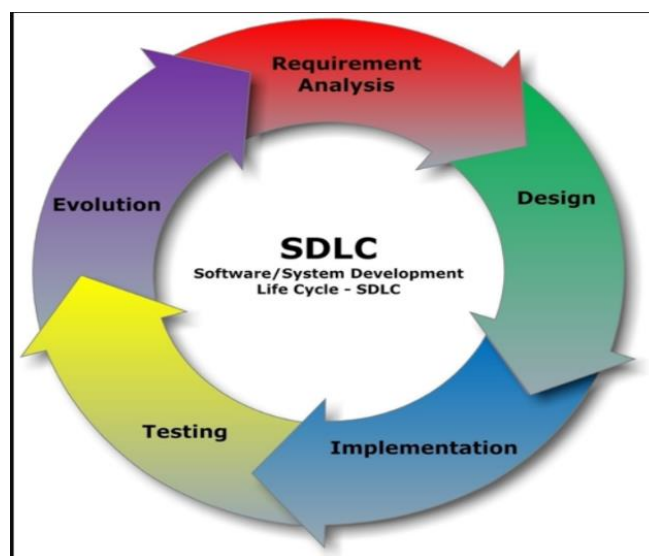 Requirement
Analysis
Design
Implementation
Testing
Evolution
SDLC
Software/System Development
Life Cycle - SDLC